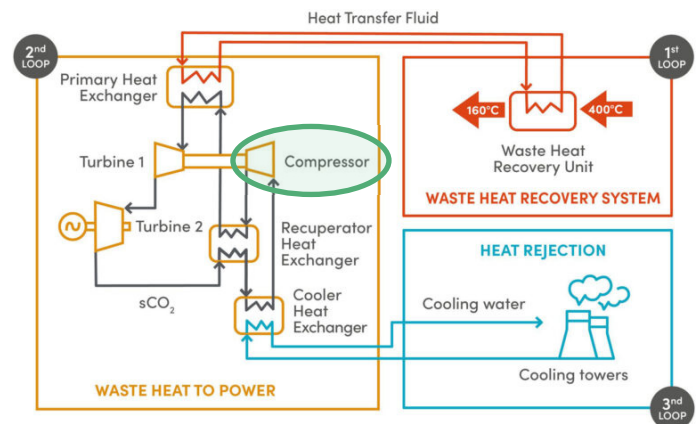 Heat Transfer Fluid
2nd
LOOP
1st
LOOP
Primary Heat
Exchanger
160°C
400°C
Turbine 1
Compressor
Waste Heat
Recovery Unit
WASTE HEAT RECOVERY SYSTEM
Turbine 2
Recuperator
Heat
Exchanger
HEAT REJECTION
sCO₂
Cooler
Heat
Exchanger
Cooling water
Cooling towers
WASTE HEAT TO POWER
3rd
LOOP